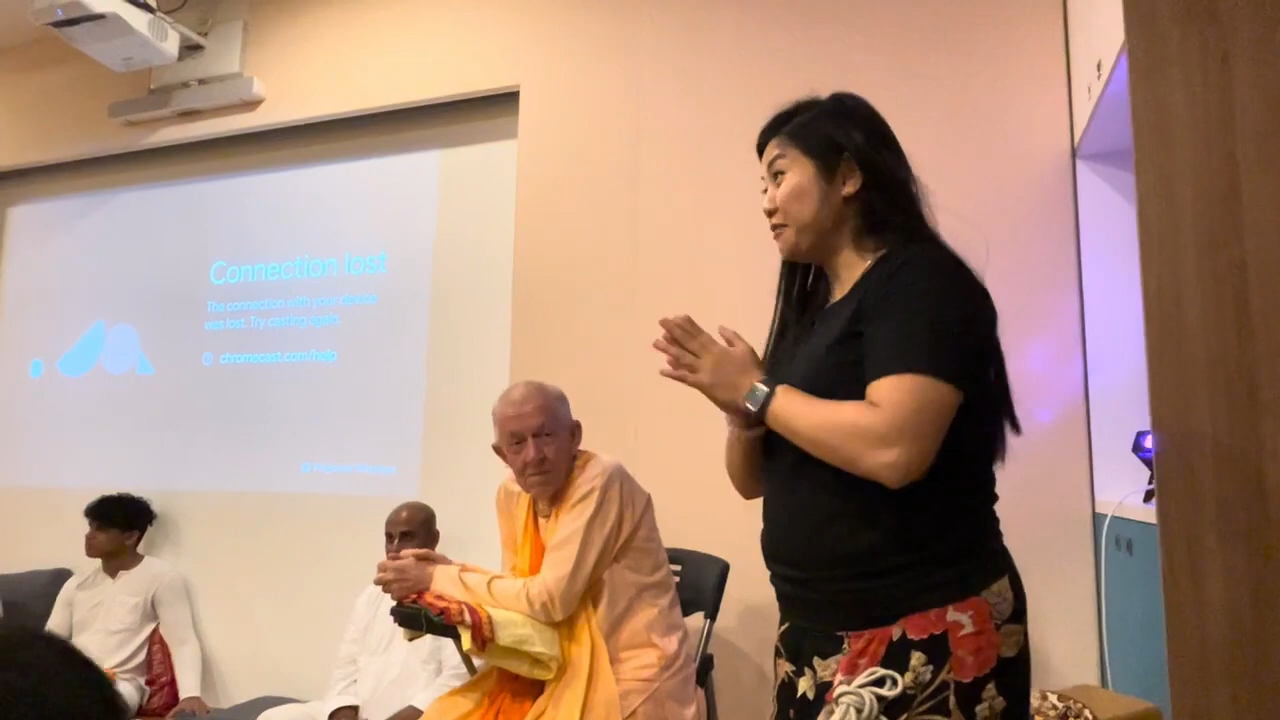 Connection lost
The connection with your device
was lost. Try casting again.
chromecast.com/help